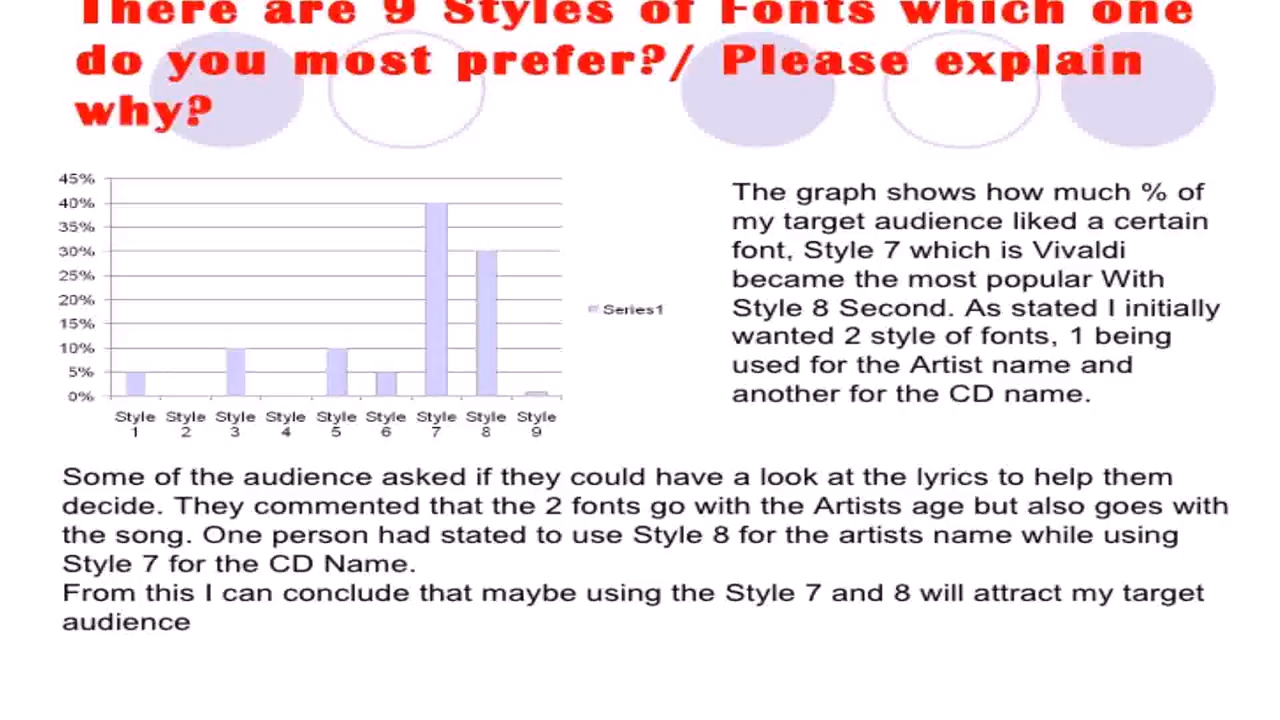 There are 9 Styles of Fonts which one
do you most prefer?/ Please explain
why?
45%
40%
35%
30%
25%
20%
15%
10%
5%
0%
Style 1
Style 2
Style 3
Style 4
Style 5
Style 6
Style 7
Style 8
Style 9
Series1
The graph shows how much % of
my target audience liked a certain
font, Style 7 which is Vivaldi
became the most popular With
Style 8 Second. As stated I initially
wanted 2 style of fonts, 1 being
used for the Artist name and
another for the CD name.
Some of the audience asked if they could have a look at the lyrics to help them
decide. They commented that the 2 fonts go with the Artists age but also goes with
the song. One person had stated to use Style 8 for the artists name while using
Style 7 for the CD Name.
From this I can conclude that maybe using the Style 7 and 8 will attract my target
audience